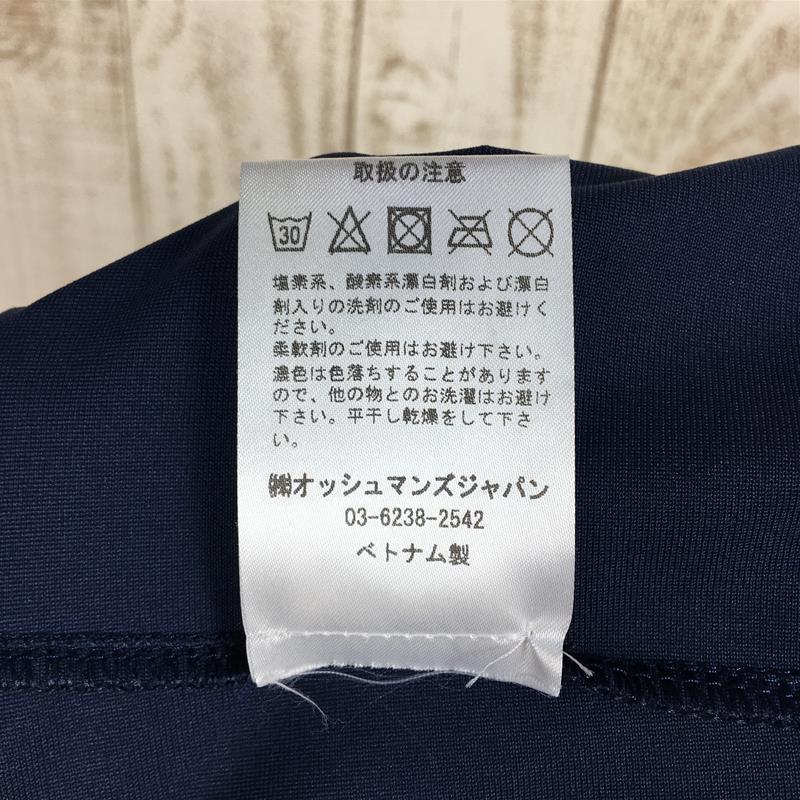 取扱の注意
30
塩素系、酸素系漂白剤および漂白
剤入りの洗剤のご使用はお避けく
ださい。
柔軟剤のご使用はお避け下さい。
濃色は色落ちすることがあります
ので、他の物とのお洗濯はお避け
下さい。平干し乾燥をして下さ
い。
㈱オッシュマンズジャパン
03-6238-2542
ベトナム製